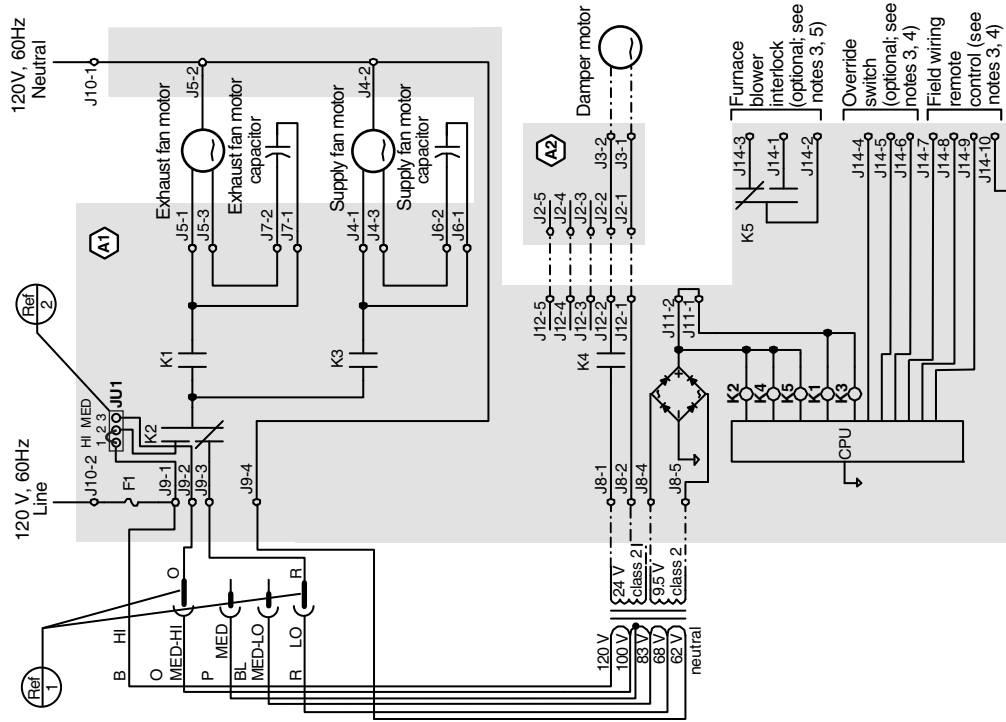 120V, 60Hz
Neutral
J10-1
J5-2
J4-2
Exhaust fan motor
Exhaust fan motor
capacitor
Supply fan motor
Supply fan motor
capacitor
J5-1
J5-3
J7-2
J7-1
J4-1
J4-3
J6-2
J6-1
A1
Ref
2
K1
K3
HI MED
1 2 3
JU1
K2
120 V, 60Hz
Line
J10-2
F1
J9-1
J9-2
J9-3
J9-4
Ref
1
B HI
O MED-HI O
P MED
BL MED-LO
R LO R
Damper motor
A2
J3-2
J3-1
J2-5
J2-4
J2-3
J2-2
J2-1
J12-5
J12-4
J12-3
J12-2
J12-1
K4
J8-1
J8-2
J8-4
J8-5
24 V
class 2
9.5 V
class 2
120 V
100 V
83 V
68 V
62 V
neutral
J11-2
J11-1
K2
K4
K5
K1
K3
CPU
K5
J14-3
J14-1
J14-2
J14-4
J14-5
J14-6
J14-7
J14-8
J14-9
J14-10
Furnace
blower
interlock
(optional; see
notes 3, 5)
Override
switch
(optional; see
notes 3, 4)
Field wiring
remote
control (see
notes 3, 4)